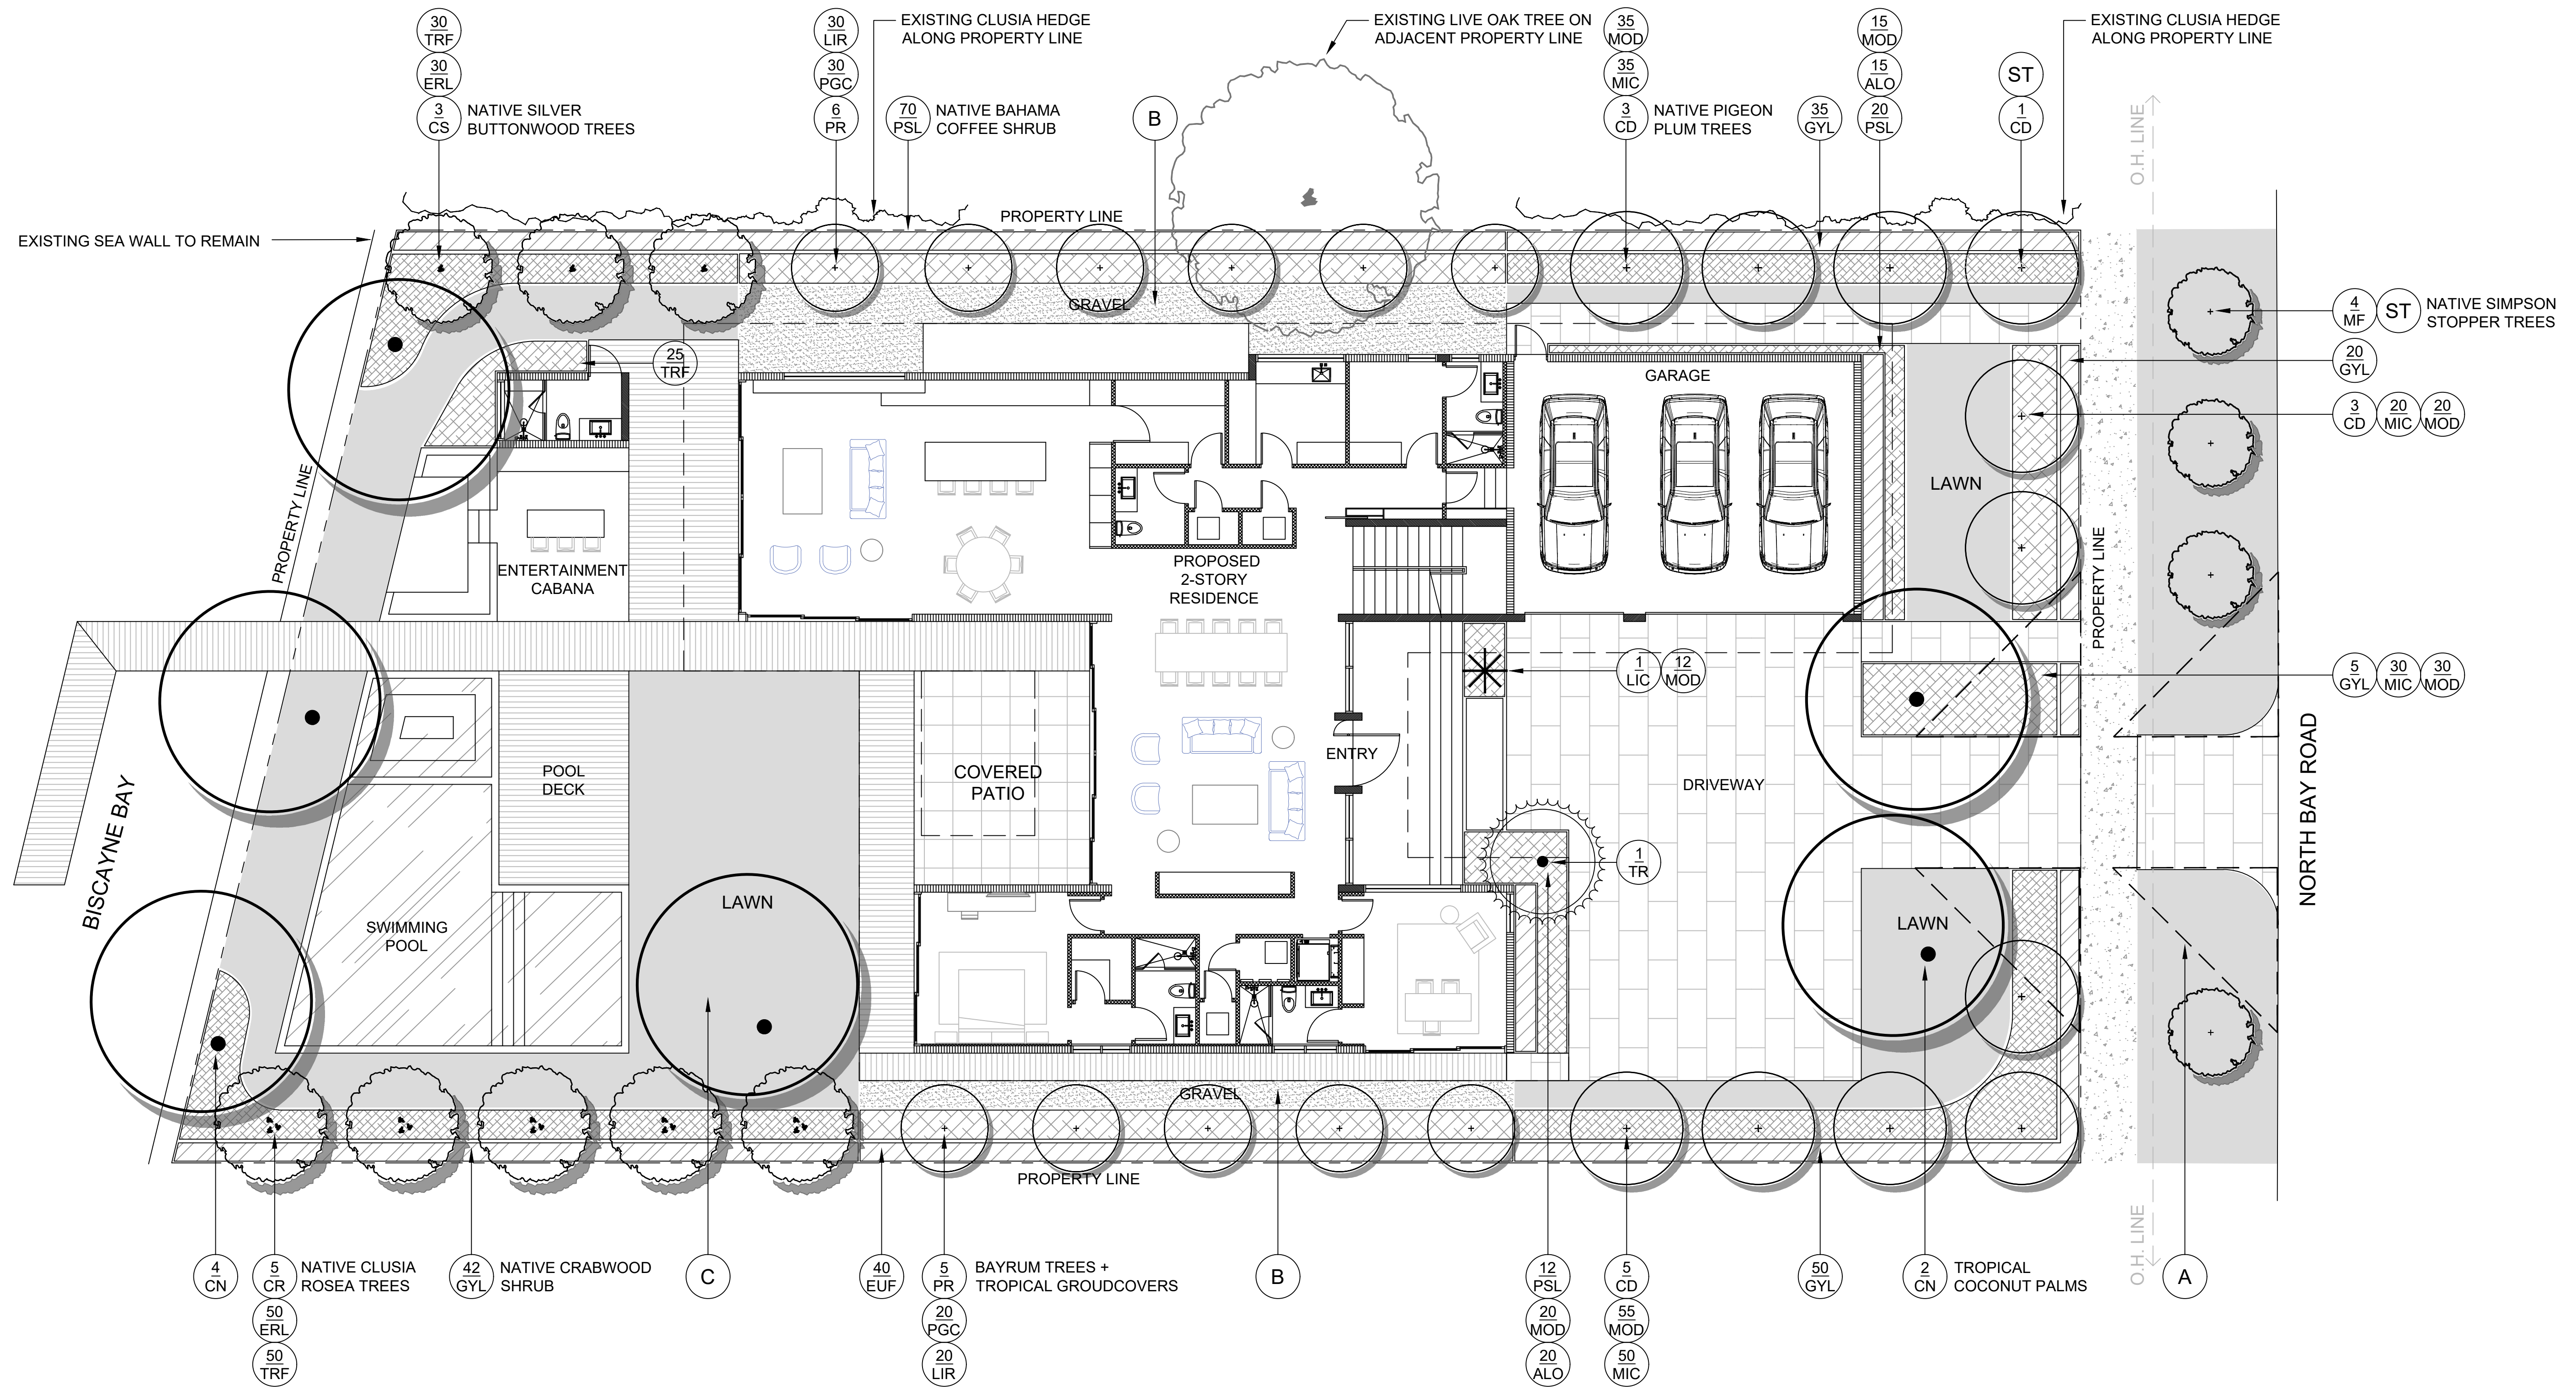 30
TRF
30
ERL
3
CS
NATIVE SILVER
BUTTONWOOD TREES
30
LIR
30
PGC
6
PR
EXISTING CLUSIA HEDGE
ALONG PROPERTY LINE
70
PSL
NATIVE BAHAMA
COFFEE SHRUB
B
EXISTING LIVE OAK TREE ON
ADJACENT PROPERTY LINE
35
MOD
35
MIC
3
CD
NATIVE PIGEON
PLUM TREES
35
GYL
15
MOD
15
ALO
20
PSL
ST
1
CD
EXISTING CLUSIA HEDGE
ALONG PROPERTY LINE
O.H. LINE
EXISTING SEA WALL TO REMAIN
PROPERTY LINE
GRAVEL
4
MF
ST
NATIVE SIMPSON
STOPPER TREES
25
TRF
GARAGE
20
GYL
3
CD
20
MIC
20
MOD
LAWN
PROPERTY LINE
ENTERTAINMENT
CABANA
PROPOSED
2-STORY
RESIDENCE
PROPERTY LINE
1
LIC
12
MOD
5
GYL
30
MIC
30
MOD
POOL
DECK
COVERED
PATIO
ENTRY
DRIVEWAY
NORTH BAY ROAD
BISCAYNE BAY
1
TR
SWIMMING
POOL
LAWN
LAWN
GRAVEL
PROPERTY LINE
4
CN
5
CR
NATIVE CLUSIA
ROSEA TREES
50
ERL
50
TRF
42
GYL
NATIVE CRABWOOD
SHRUB
C
40
EUF
5
PR
BAYRUM TREES +
TROPICAL GROUDCOVERS
20
PGC
20
LIR
B
12
PSL
20
MOD
20
ALO
5
CD
55
MOD
50
MIC
50
GYL
2
CN
TROPICAL
COCONUT PALMS
O.H. LINE
A